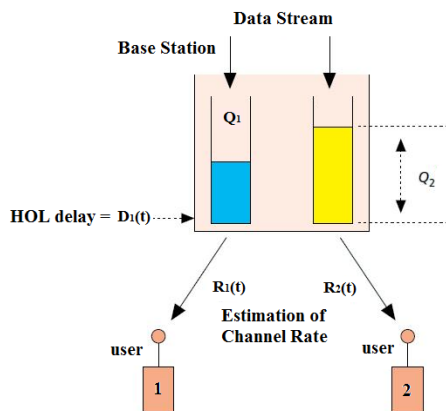 Data Stream
Base Station
Q1
Q2
HOL delay = D1(t)
R1(t)
R2(t)
Estimation of
Channel Rate
user
user
1
2